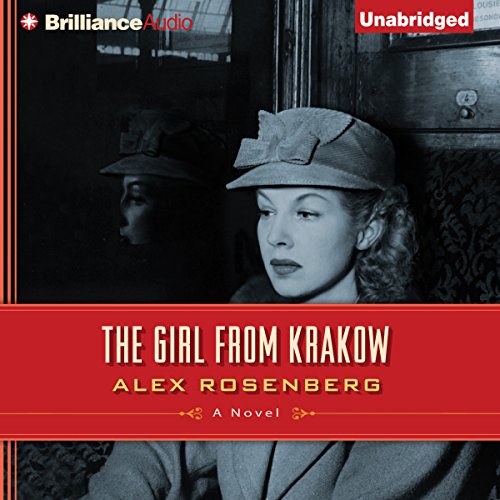 BrillianceAudio
Unabridged
THE GIRL FROM KRAKOW
ALEX ROSENBERG
A Novel